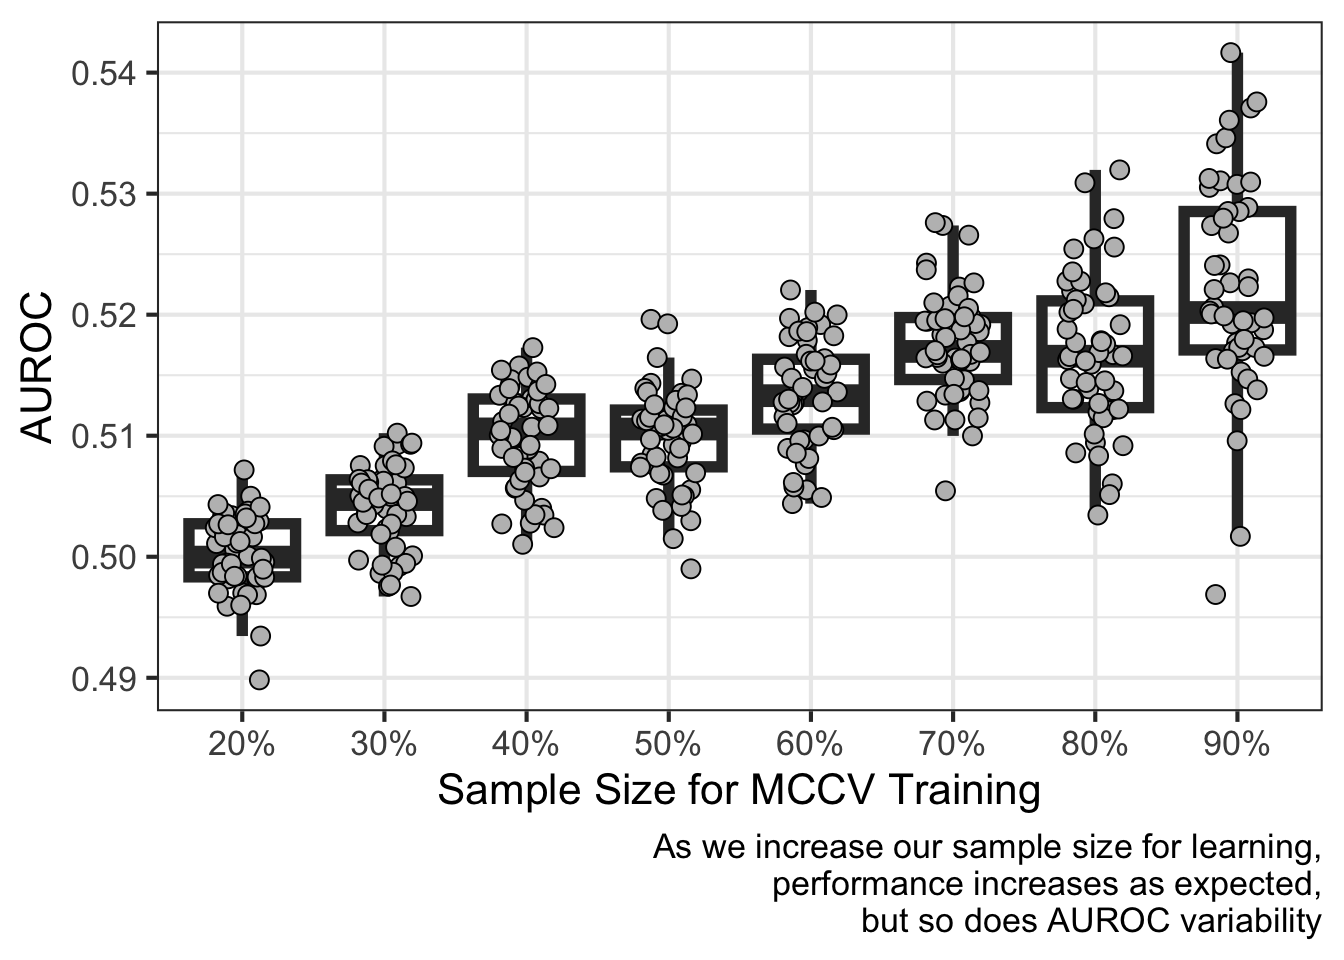 AUROC
0.54
0.53
0.52
0.51
0.50
0.49
20% 30% 40% 50% 60% 70% 80% 90%
Sample Size for MCCV Training
As we increase our sample size for learning,
performance increases as expected,
but so does AUROC variability